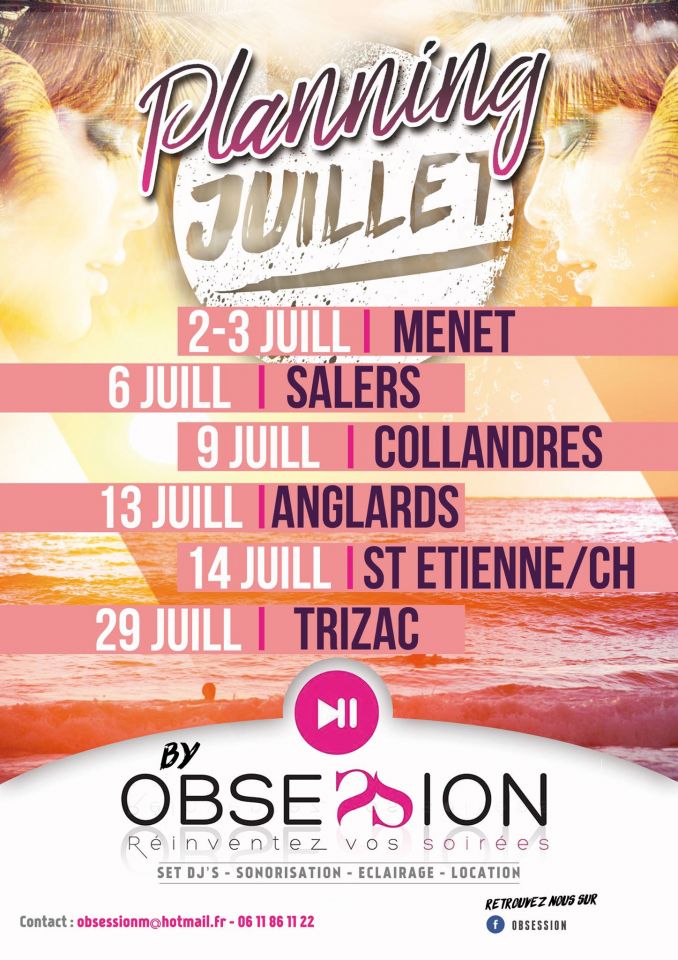 Planning
JUILLET
2-3 JUILL | MENET
6 JUILL | SALERS
9 JUILL | COLLANDRES
13 JUILL | ANGLARDS
14 JUILL | ST ETIENNE/CH
29 JUILL | TRIZAC
BY
OBSESSION
Réinventez vos soirées
SET DJ'S - SONORISATION - ECLAIRAGE - LOCATION
RETROUVEZ NOUS SUR
Contact : obsessionm@hotmail.fr - 06 11 86 11 22
f OBSESSION